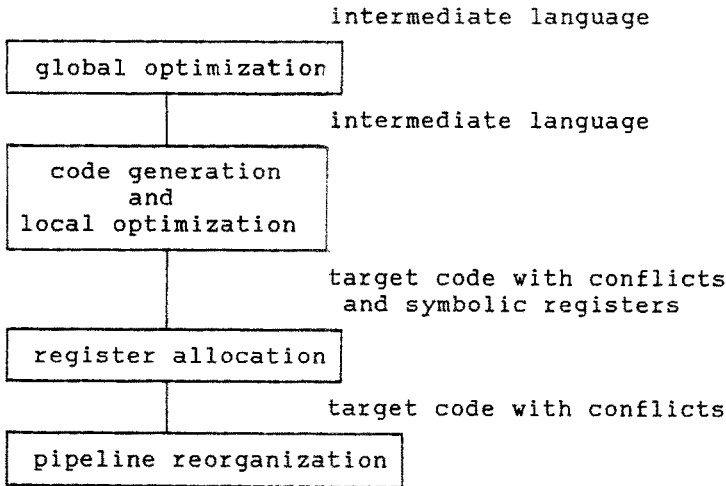 intermediate language
global optimization
intermediate language
code generation
and
local optimization
target code with conflicts
and symbolic registers
register allocation
target code with conflicts
pipeline reorganization